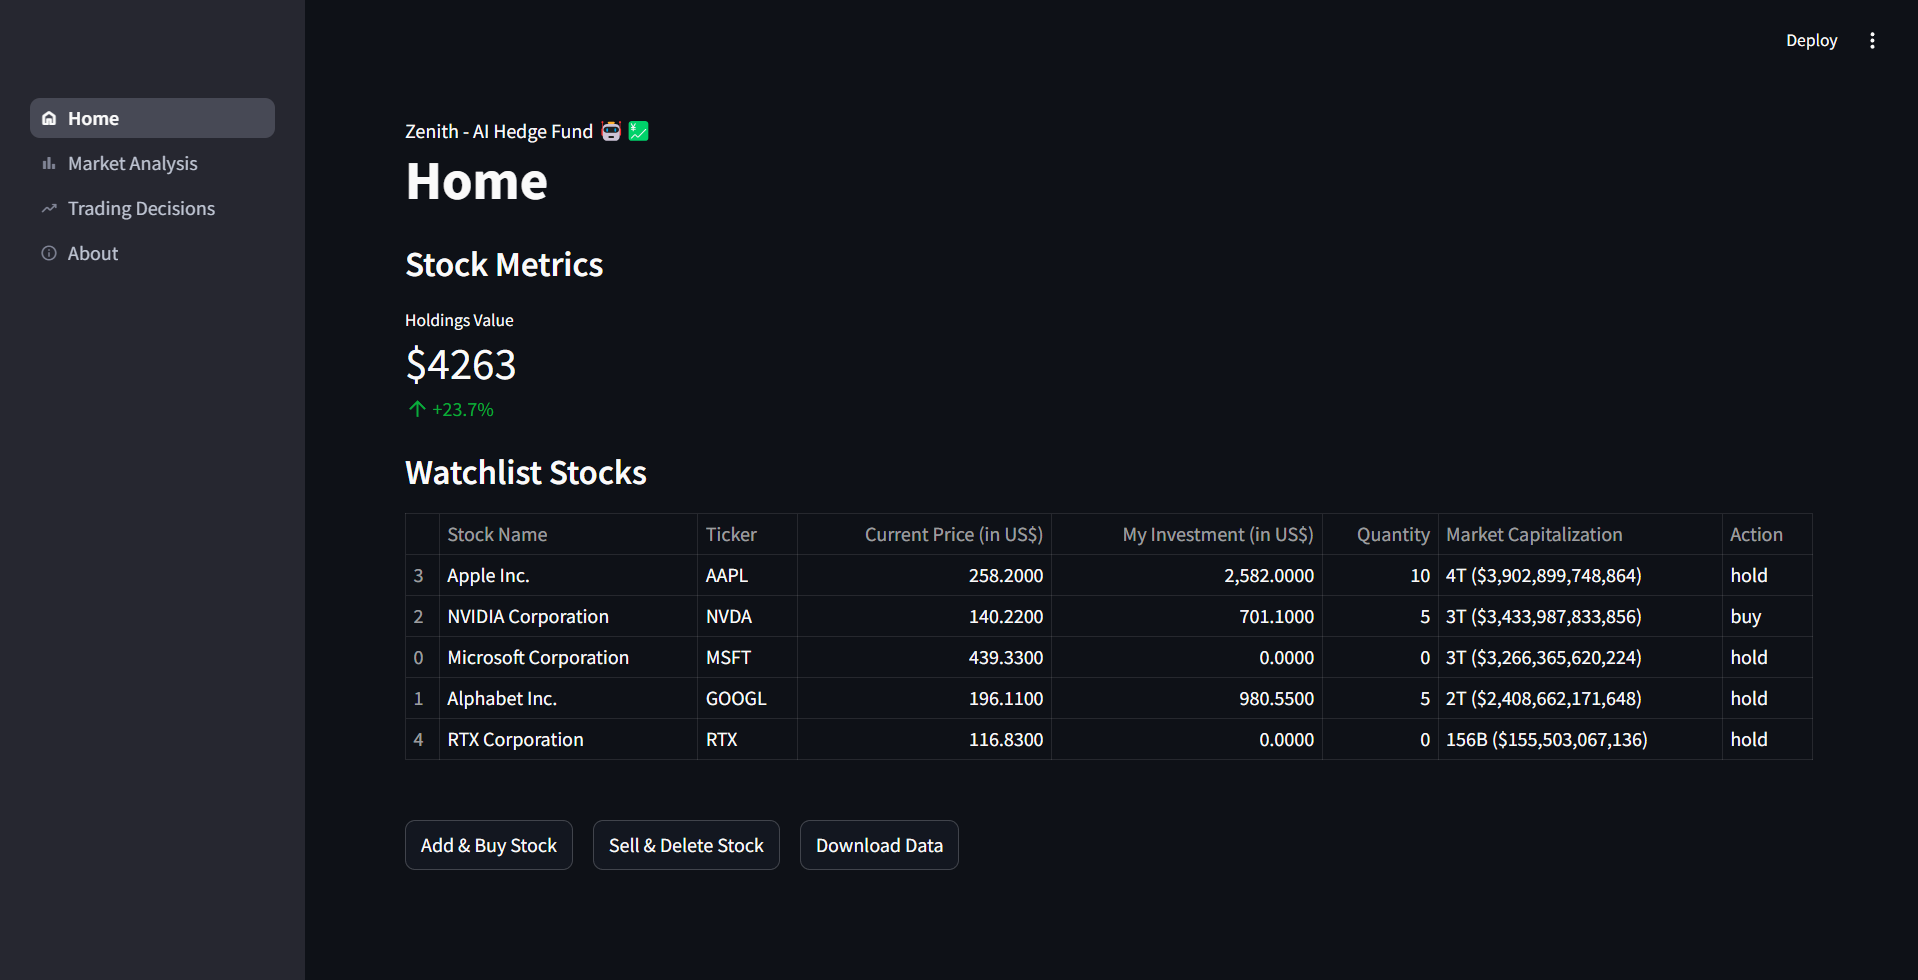 Deploy
Home
Market Analysis
Trading Decisions
About
Zenith - AI Hedge Fund 🤖 💹
Home
Stock Metrics
Holdings Value
$4263
+23.7%
Watchlist Stocks
Stock Name Ticker Current Price (in US$) My Investment (in US$) Quantity Market Capitalization Action
3 Apple Inc. AAPL 258.2000 2,582.0000 10 4T ($3,902,899,748,864) hold
2 NVIDIA Corporation NVDA 140.2200 701.1000 5 3T ($3,433,987,833,856) buy
0 Microsoft Corporation MSFT 439.3300 0.0000 0 3T ($3,266,365,620,224) hold
1 Alphabet Inc. GOOGL 196.1100 980.5500 5 2T ($2,408,662,171,648) hold
4 RTX Corporation RTX 116.8300 0.0000 0 156B ($155,503,067,136) hold
Add & Buy Stock Sell & Delete Stock Download Data